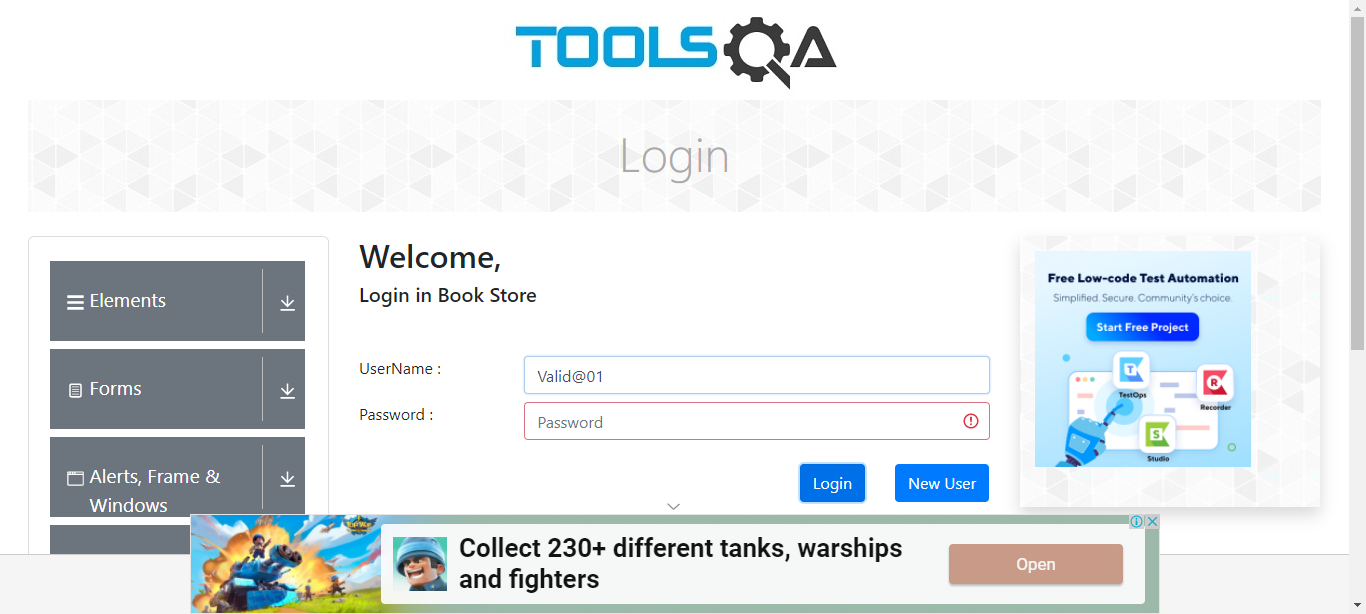 TOOLSQA
Login
Elements
Forms
Alerts, Frame &
Windows
Welcome,
Login in Book Store
UserName :
Valid@01
Password :
Password
Login
New User
Free Low-code Test Automation
Simplified. Secure. Community's choice.
Start Free Project
TestOps
Recorder
Studio
Collect 230+ different tanks, warships
and fighters
Open